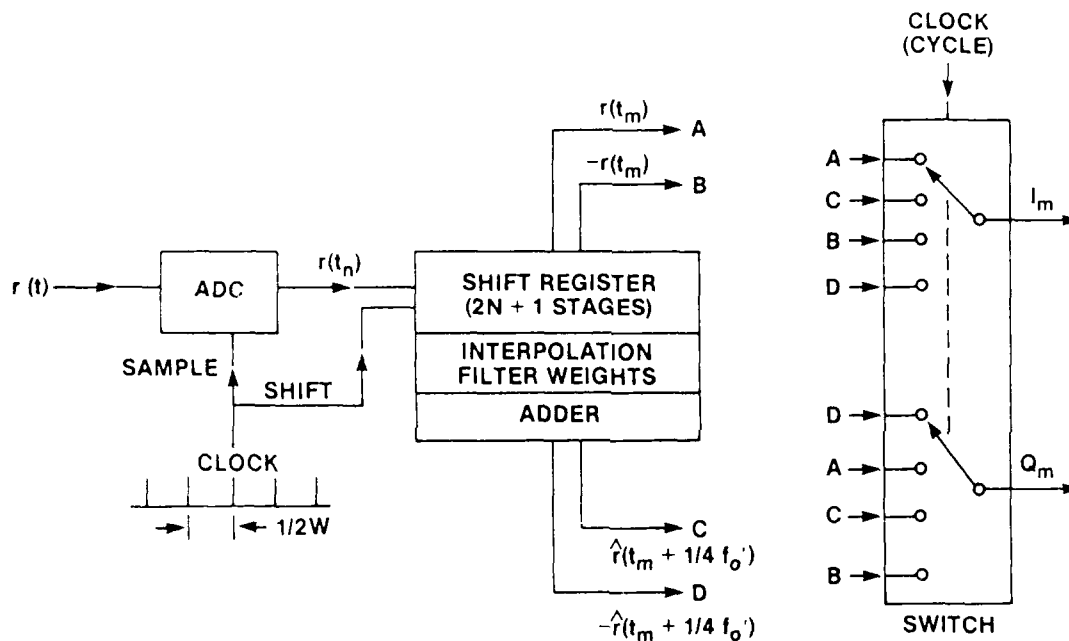 CLOCK
(CYCLE)
r(t_m)
A
-r(t_m)
B
r(t)
ADC
r(t_n)
SHIFT REGISTER
(2N + 1 STAGES)
INTERPOLATION
FILTER WEIGHTS
ADDER
SAMPLE
SHIFT
CLOCK
1/2W
C
r̂(t_m + 1/4 f_o')
D
-r̂(t_m + 1/4 f_o')
A
C
B
D
I_m
D
A
C
B
Q_m
SWITCH